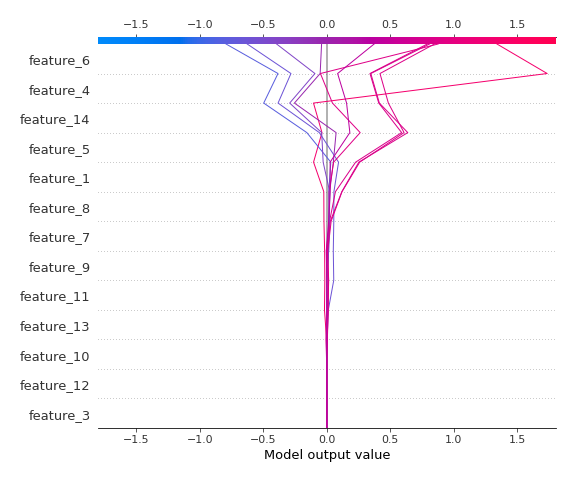 −1.5 −1.0 −0.5 0.0 0.5 1.0 1.5
feature_6
feature_4
feature_14
feature_5
feature_1
feature_8
feature_7
feature_9
feature_11
feature_13
feature_10
feature_12
feature_3
−1.5 −1.0 −0.5 0.0 0.5 1.0 1.5
Model output value